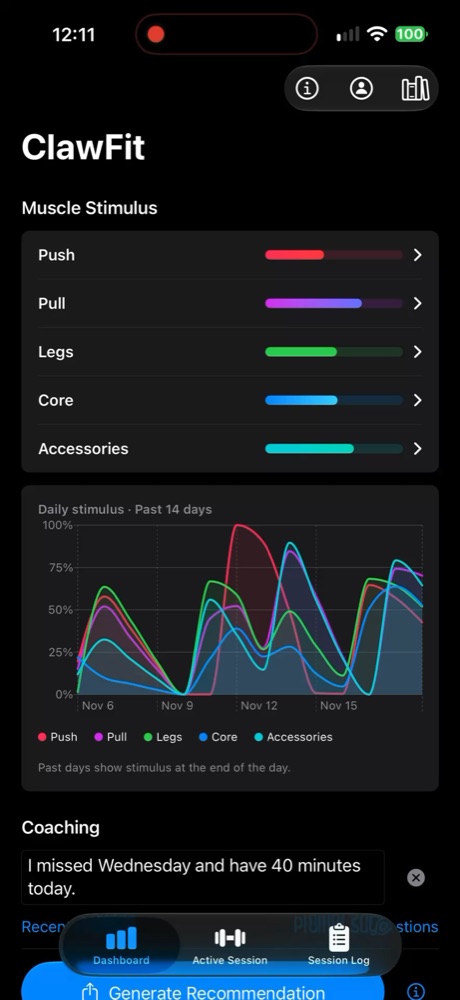 12:11
100
ClawFit
Muscle Stimulus
Push
Pull
Legs
Core
Accessories
Daily stimulus · Past 14 days
100%
75%
50%
25%
0%
Nov 6
Nov 9
Nov 12
Nov 15
Push
Pull
Legs
Core
Accessories
Past days show stimulus at the end of the day.
Coaching
I missed Wednesday and have 40 minutes
today.
Dashboard
Active Session
Session Log
Generate Recommendation